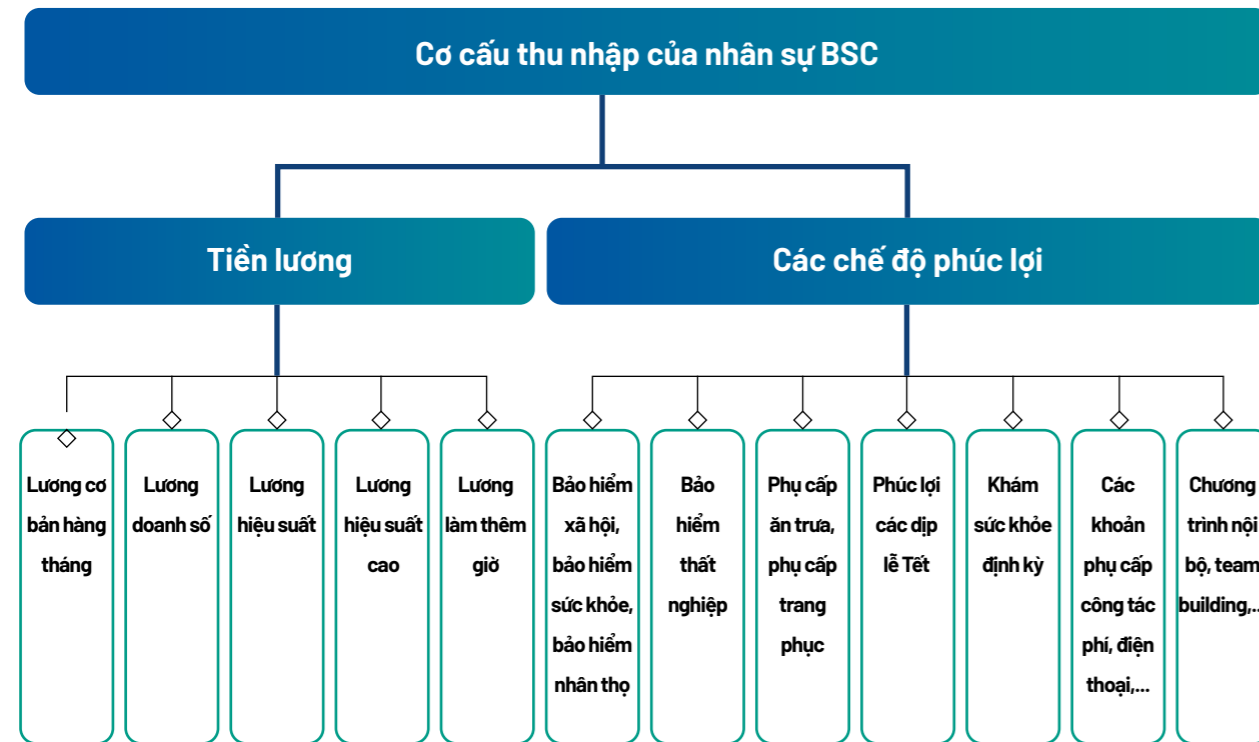 Cơ cấu thu nhập của nhân sự BSC
Tiền lương
Các chế độ phúc lợi
Lương cơ
bản hàng
tháng
Lương
doanh số
Lương
hiệu suất
Lương
hiệu suất
cao
Lương
làm thêm
giờ
Bảo hiểm
xã hội,
bảo hiểm
sức khỏe,
bảo hiểm
nhân thọ
Bảo
hiểm
thất
nghiệp
Phụ cấp
ăn trưa,
phụ cấp
trang
phục
Phúc lợi
các dịp
lễ Tết
Khám
sức khỏe
định kỳ
Các
khoản
phụ cấp
công tác
phí, điện
thoại,...
Chương
trình nội
bộ, team
building,...